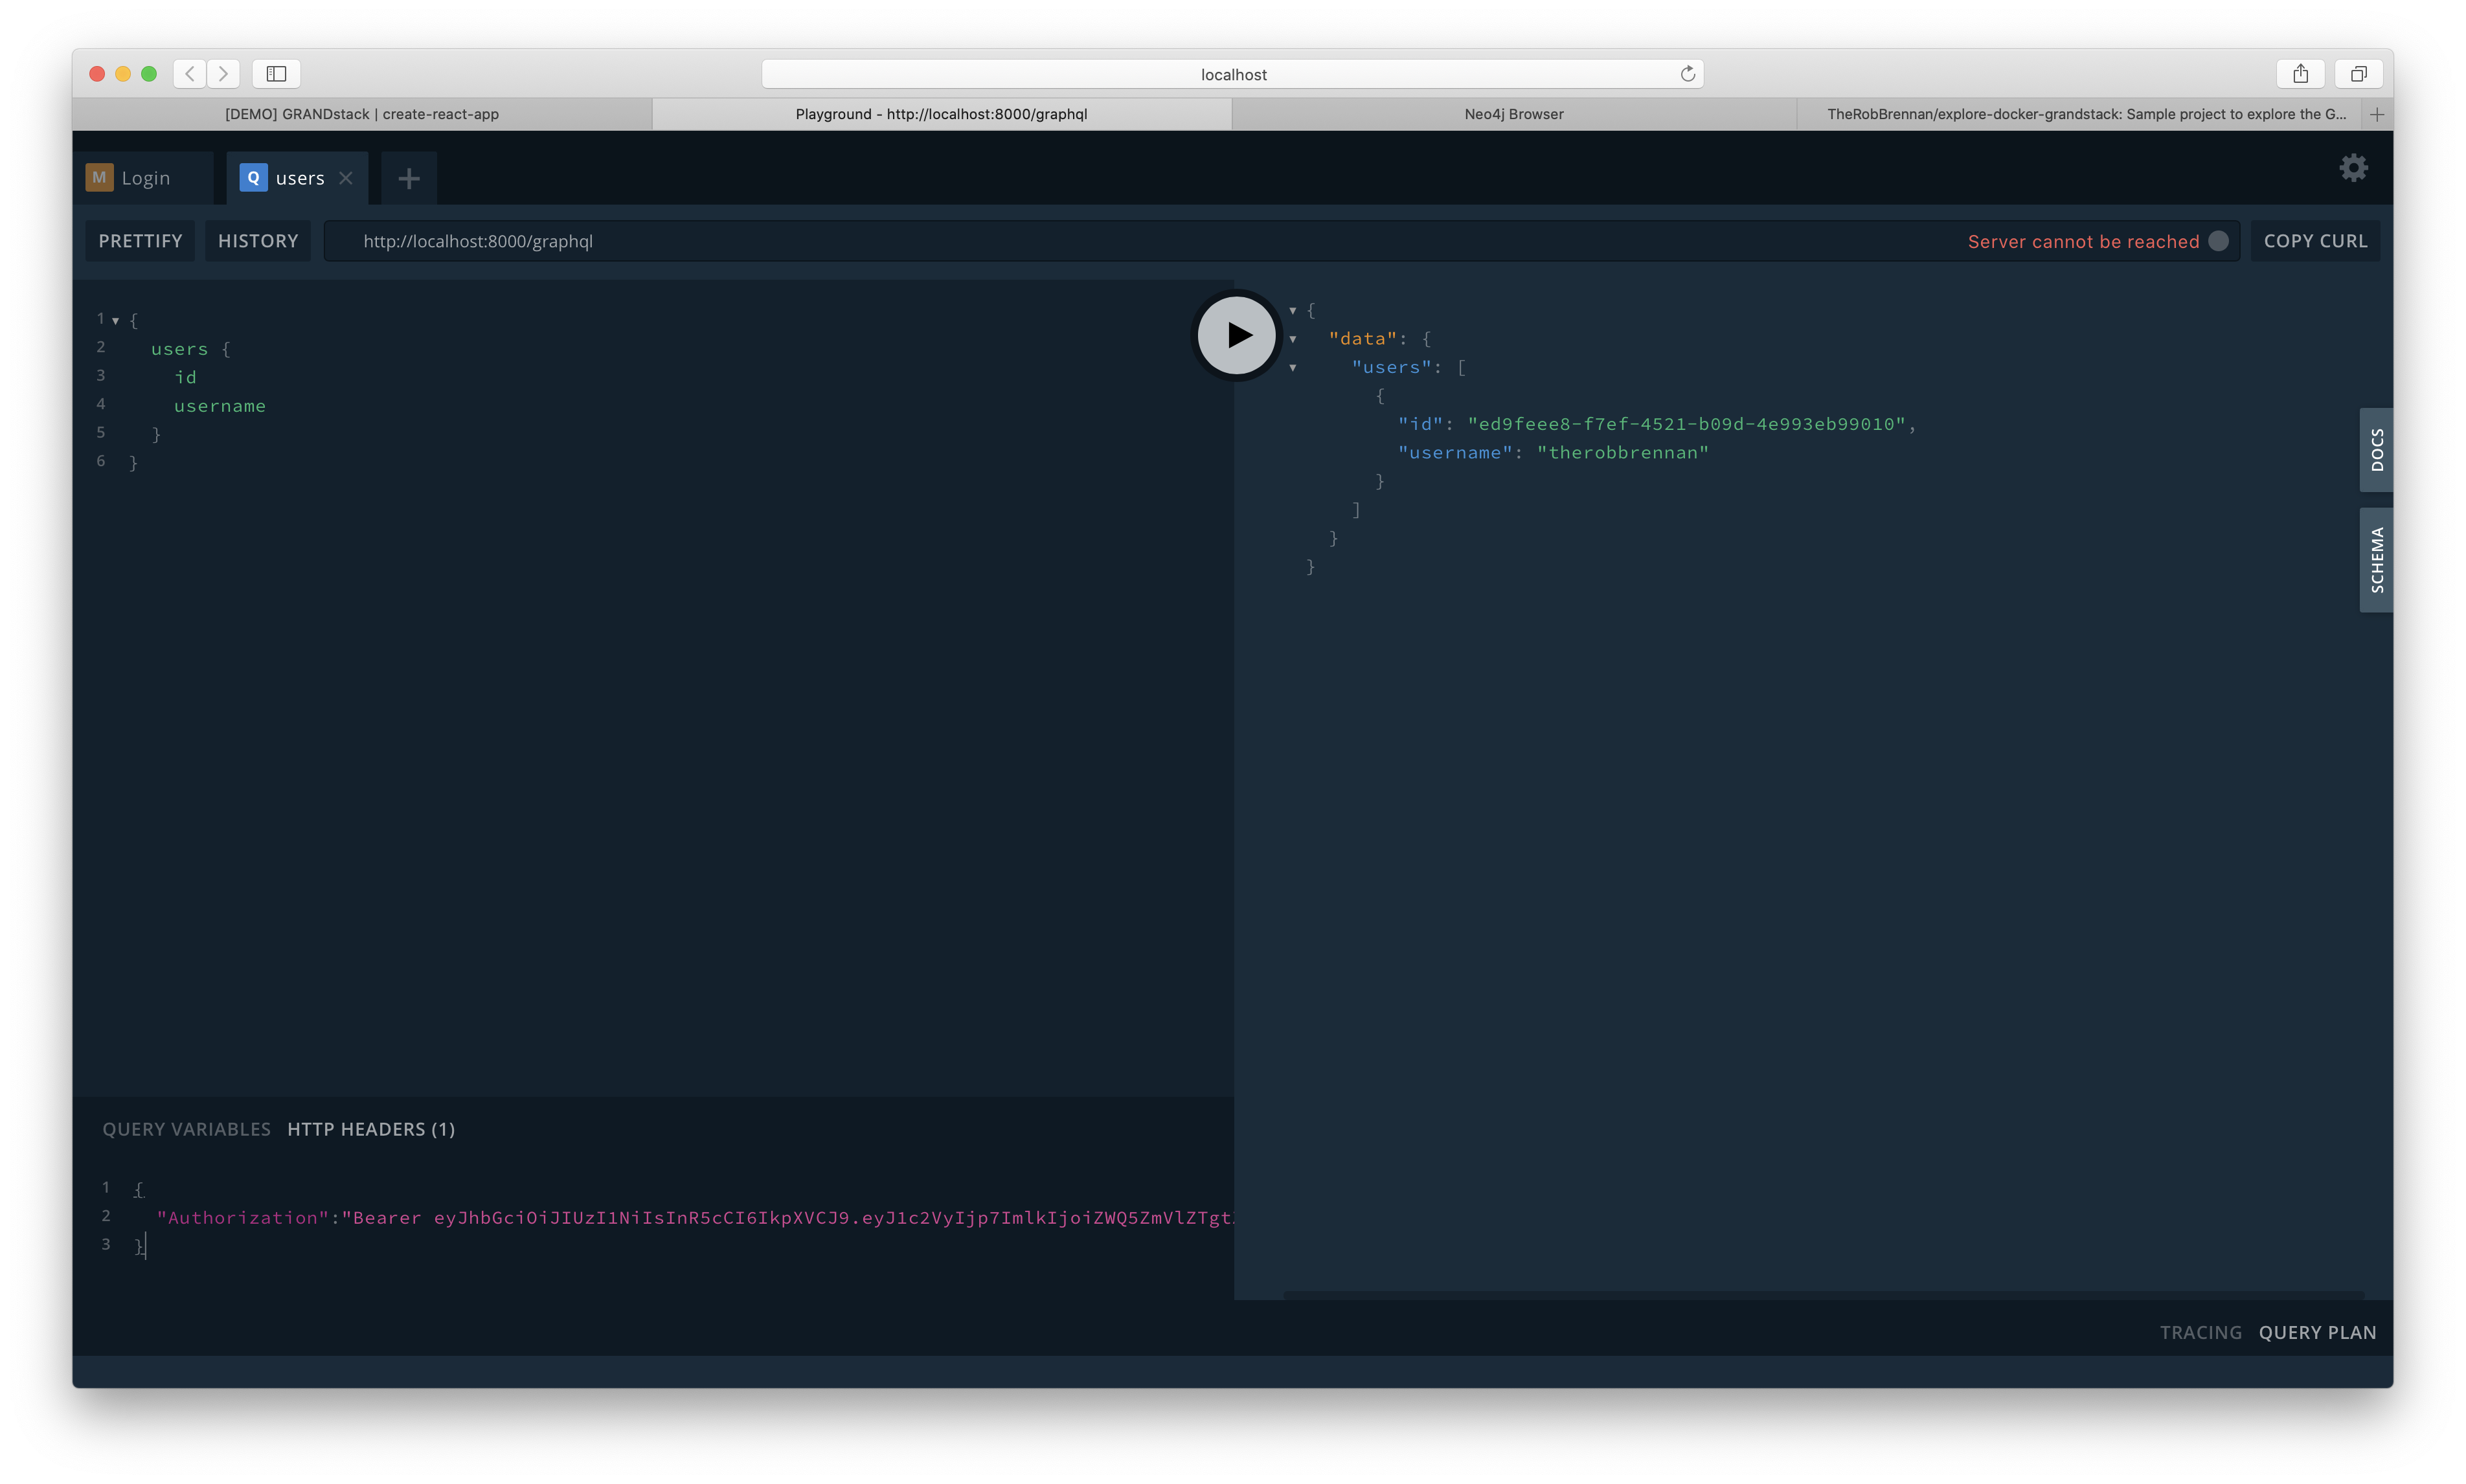 localhost
[DEMO] GRANDstack | create-react-app
Playground - http://localhost:8000/graphql
Neo4j Browser
TheRobBrennan/explore-docker-grandstack: Sample project to explore the G...
M Login
Q users
PRETTIFY
HISTORY
http://localhost:8000/graphql
Server cannot be reached
COPY CURL
1 {
2 users {
3 id
4 username
5 }
6 }
{
"data": {
"users": [
{
"id": "ed9feee8-f7ef-4521-b09d-4e993eb99010",
"username": "therobbrennan"
}
]
}
}
DOCS
SCHEMA
QUERY VARIABLES
HTTP HEADERS (1)
1 {
2 "Authorization":"Bearer eyJhbGciOiJIUzI1NiIsInR5cCI6IkpXVCJ9.eyJ1c2VyIjp7ImlkIjoiZWQ5ZmVlZTgt
3 }
TRACING
QUERY PLAN